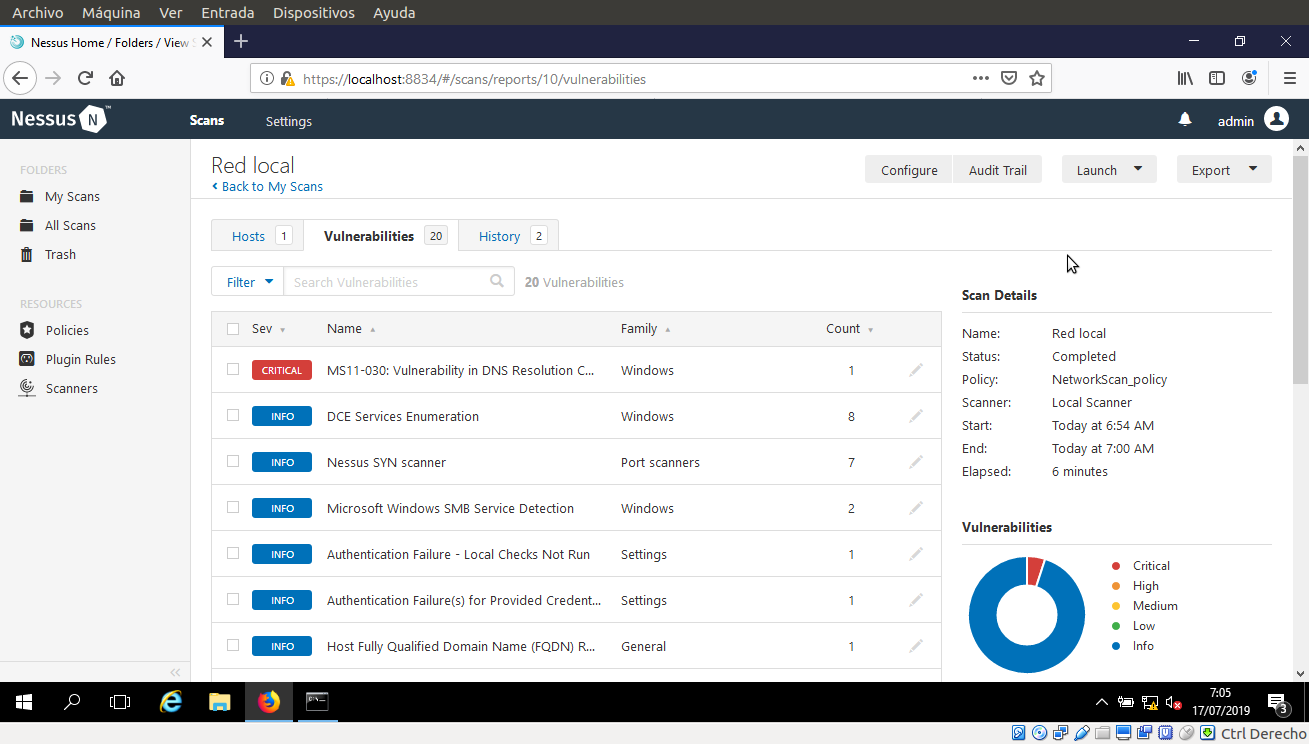 Archivo Máquina Ver Entrada Dispositivos Ayuda
Nessus Home / Folders / View S
https://localhost:8834/#/scans/reports/10/vulnerabilities
Nessus N ™ Scans Settings admin
FOLDERS
My Scans
All Scans
Trash
RESOURCES
Policies
Plugin Rules
Scanners
Red local
Back to My Scans
Configure Audit Trail Launch Export
Hosts 1 Vulnerabilities 20 History 2
Filter Search Vulnerabilities 20 Vulnerabilities
Sev Name Family Count
CRITICAL MS11-030: Vulnerability in DNS Resolution C... Windows 1
INFO DCE Services Enumeration Windows 8
INFO Nessus SYN scanner Port scanners 7
INFO Microsoft Windows SMB Service Detection Windows 2
INFO Authentication Failure - Local Checks Not Run Settings 1
INFO Authentication Failure(s) for Provided Credent... Settings 1
INFO Host Fully Qualified Domain Name (FQDN) R... General 1
Scan Details
Name: Red local
Status: Completed
Policy: NetworkScan_policy
Scanner: Local Scanner
Start: Today at 6:54 AM
End: Today at 7:00 AM
Elapsed: 6 minutes
Vulnerabilities
Critical
High
Medium
Low
Info
7:05
17/07/2019
3
Ctrl Derecho